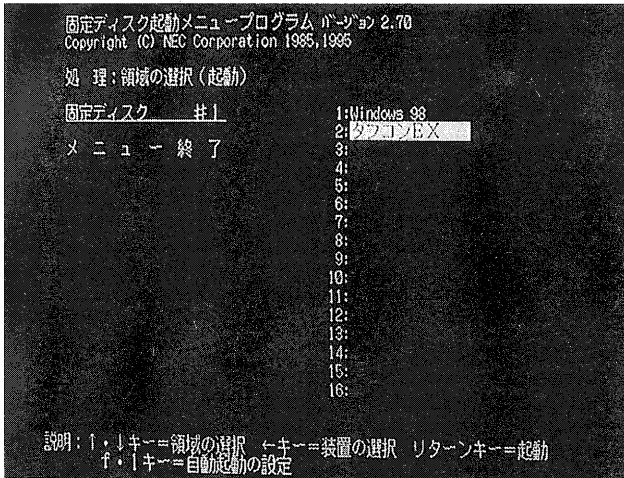 固定ディスク起動メニュープログラム バージョン 2.70
Copyright (C) NEC Corporation 1985,1995
処 理：領域の選択（起動）
固定ディスク #1
メニュー終了
1:Windows 98
2:タフコンEX
3:
4:
5:
6:
7:
8:
9:
10:
11:
12:
13:
14:
15:
16:
説明：↑・↓キー＝領域の選択 ←キー＝装置の選択 リターンキー＝起動
f・1キー＝自動起動の設定